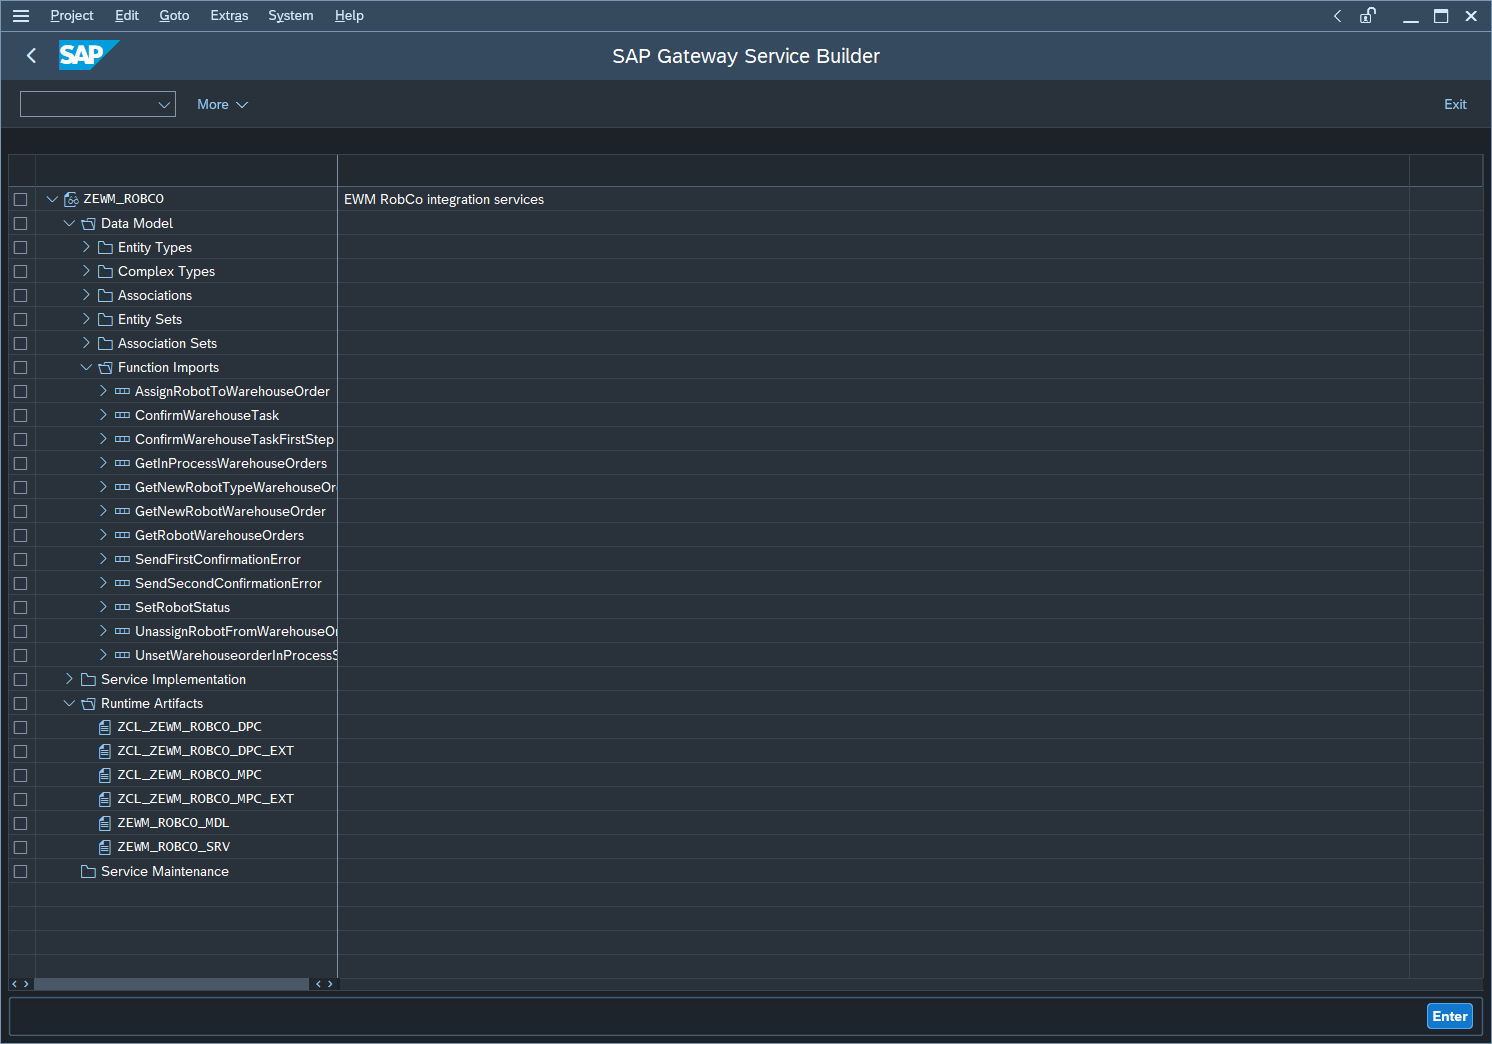 Project Edit Goto Extras System Help
SAP SAP Gateway Service Builder
More Exit
ZEWM_ROBCO EWM RobCo integration services
Data Model
Entity Types
Complex Types
Associations
Entity Sets
Association Sets
Function Imports
AssignRobotToWarehouseOrder
ConfirmWarehouseTask
ConfirmWarehouseTaskFirstStep
GetInProcessWarehouseOrders
GetNewRobotTypeWarehouseOr
GetNewRobotWarehouseOrder
GetRobotWarehouseOrders
SendFirstConfirmationError
SendSecondConfirmationError
SetRobotStatus
UnassignRobotFromWarehouseOr
UnsetWarehouseorderInProcessS
Service Implementation
Runtime Artifacts
ZCL_ZEWM_ROBCO_DPC
ZCL_ZEWM_ROBCO_DPC_EXT
ZCL_ZEWM_ROBCO_MPC
ZCL_ZEWM_ROBCO_MPC_EXT
ZEWM_ROBCO_MDL
ZEWM_ROBCO_SRV
Service Maintenance
Enter